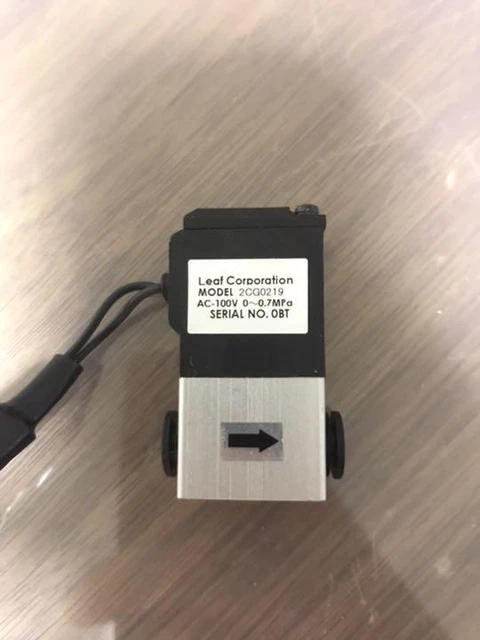 Leaf Corporation
MODEL 2CG0219
AC-100V 0~0.7MPa
SERIAL NO. 0BT